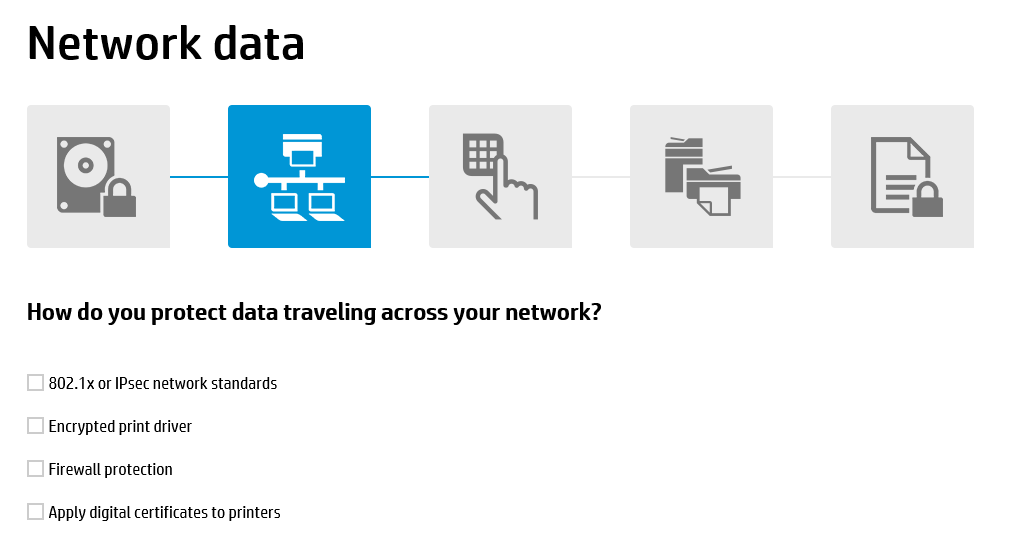 Network data
How do you protect data traveling across your network?
802.1x or IPsec network standards
Encrypted print driver
Firewall protection
Apply digital certificates to printers